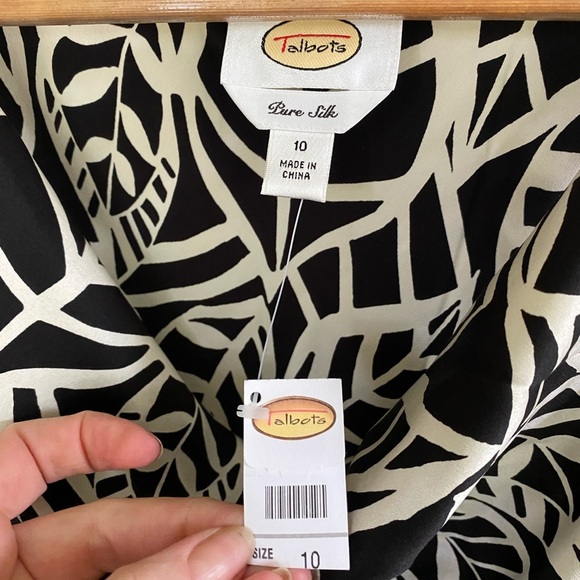 Talbots
Pure Silk
10
MADE IN
CHINA
Talbots
SIZE 10